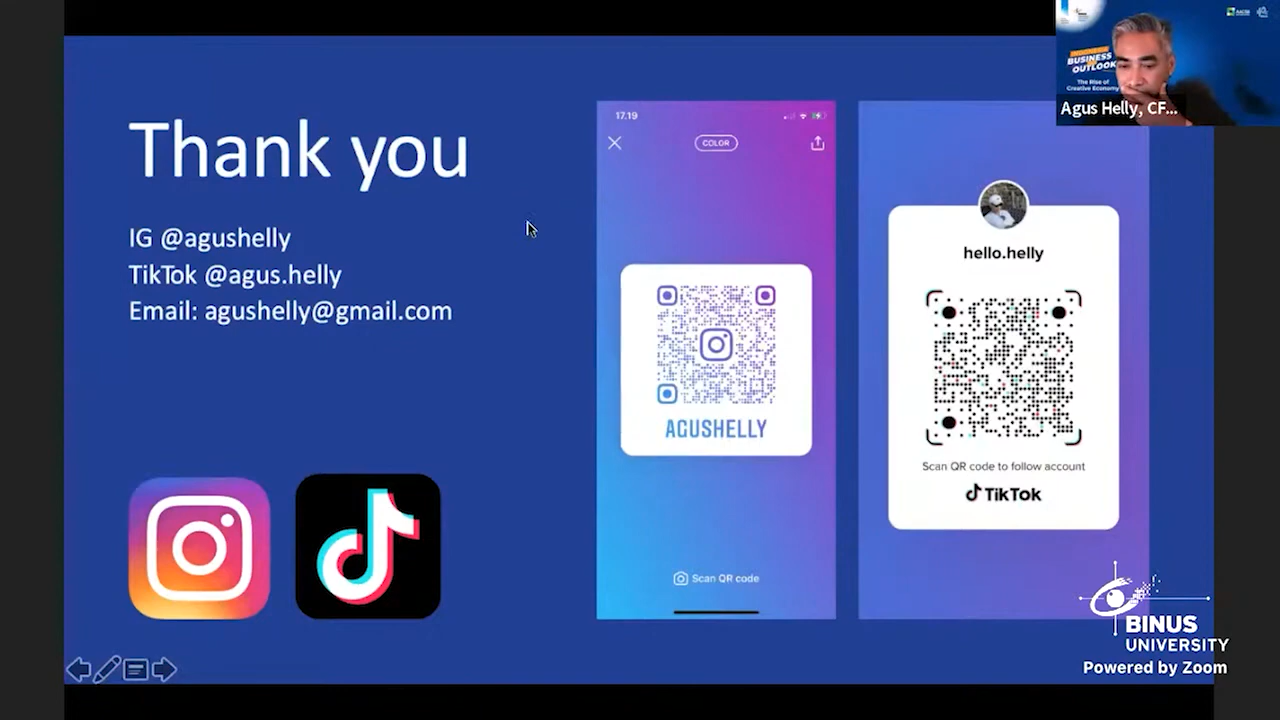 Thank you
IG @agushelly
TikTok @agus.helly
Email: agushelly@gmail.com
17.19
COLOR
AGUSHELLY
Scan QR code
hello.helly
Scan QR code to follow account
TikTok
INDONESIA
BUSINESS
OUTLOOK
The Rise of
Creative Economy
Agus Helly, CF...
BINUS
UNIVERSITY
Powered by Zoom